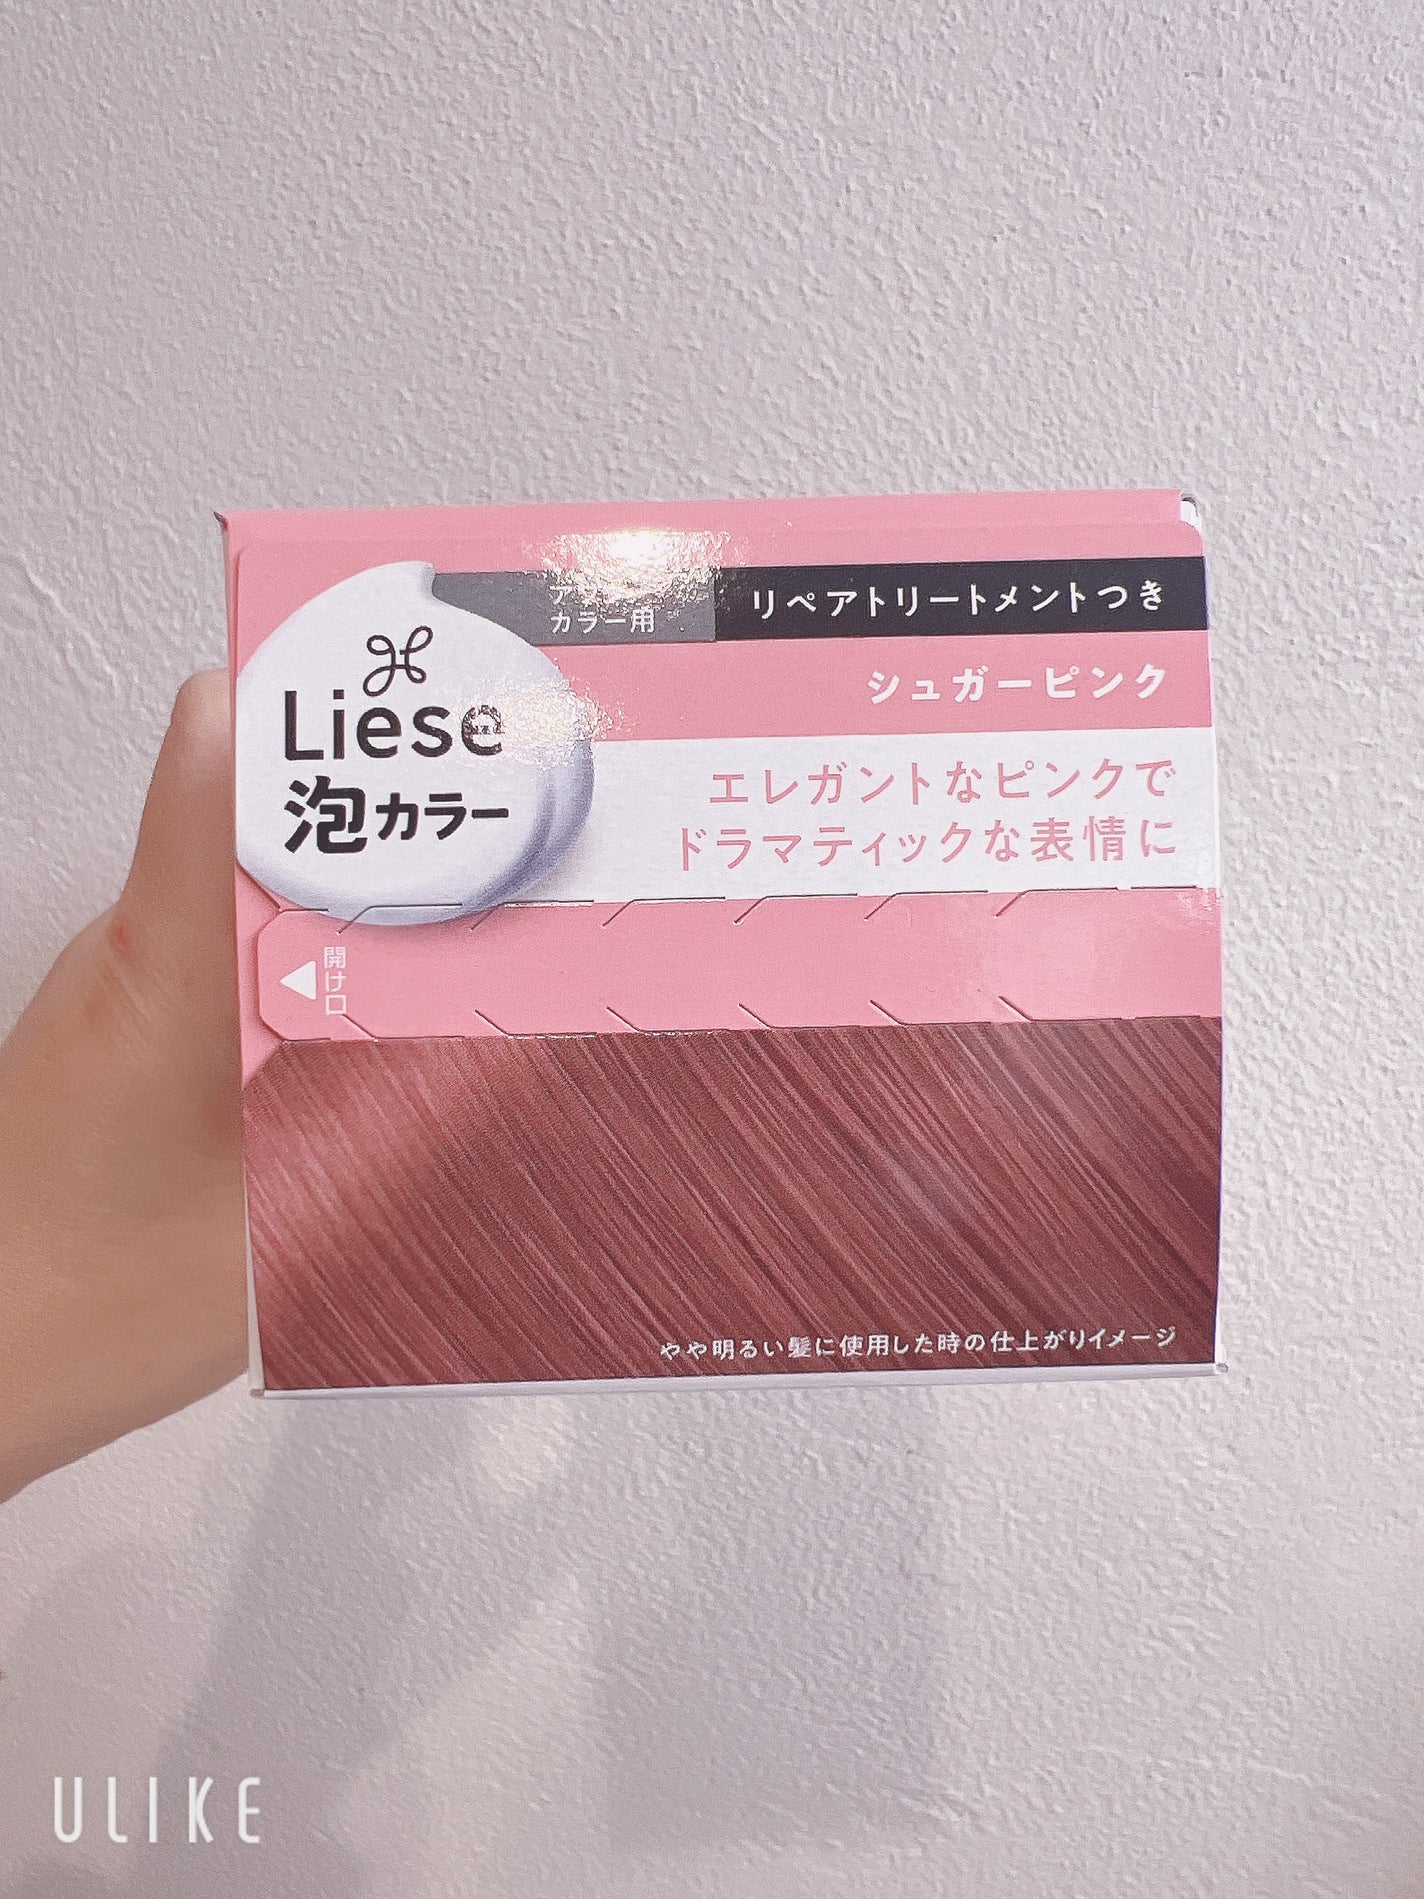 カラー用
リペアトリートメントつき
シュガーピンク
Liese
泡カラー
エレガントなピンクで
ドラマティックな表情に
開け口
やや明るい髪に使用した時の仕上がりイメージ
ULIKE